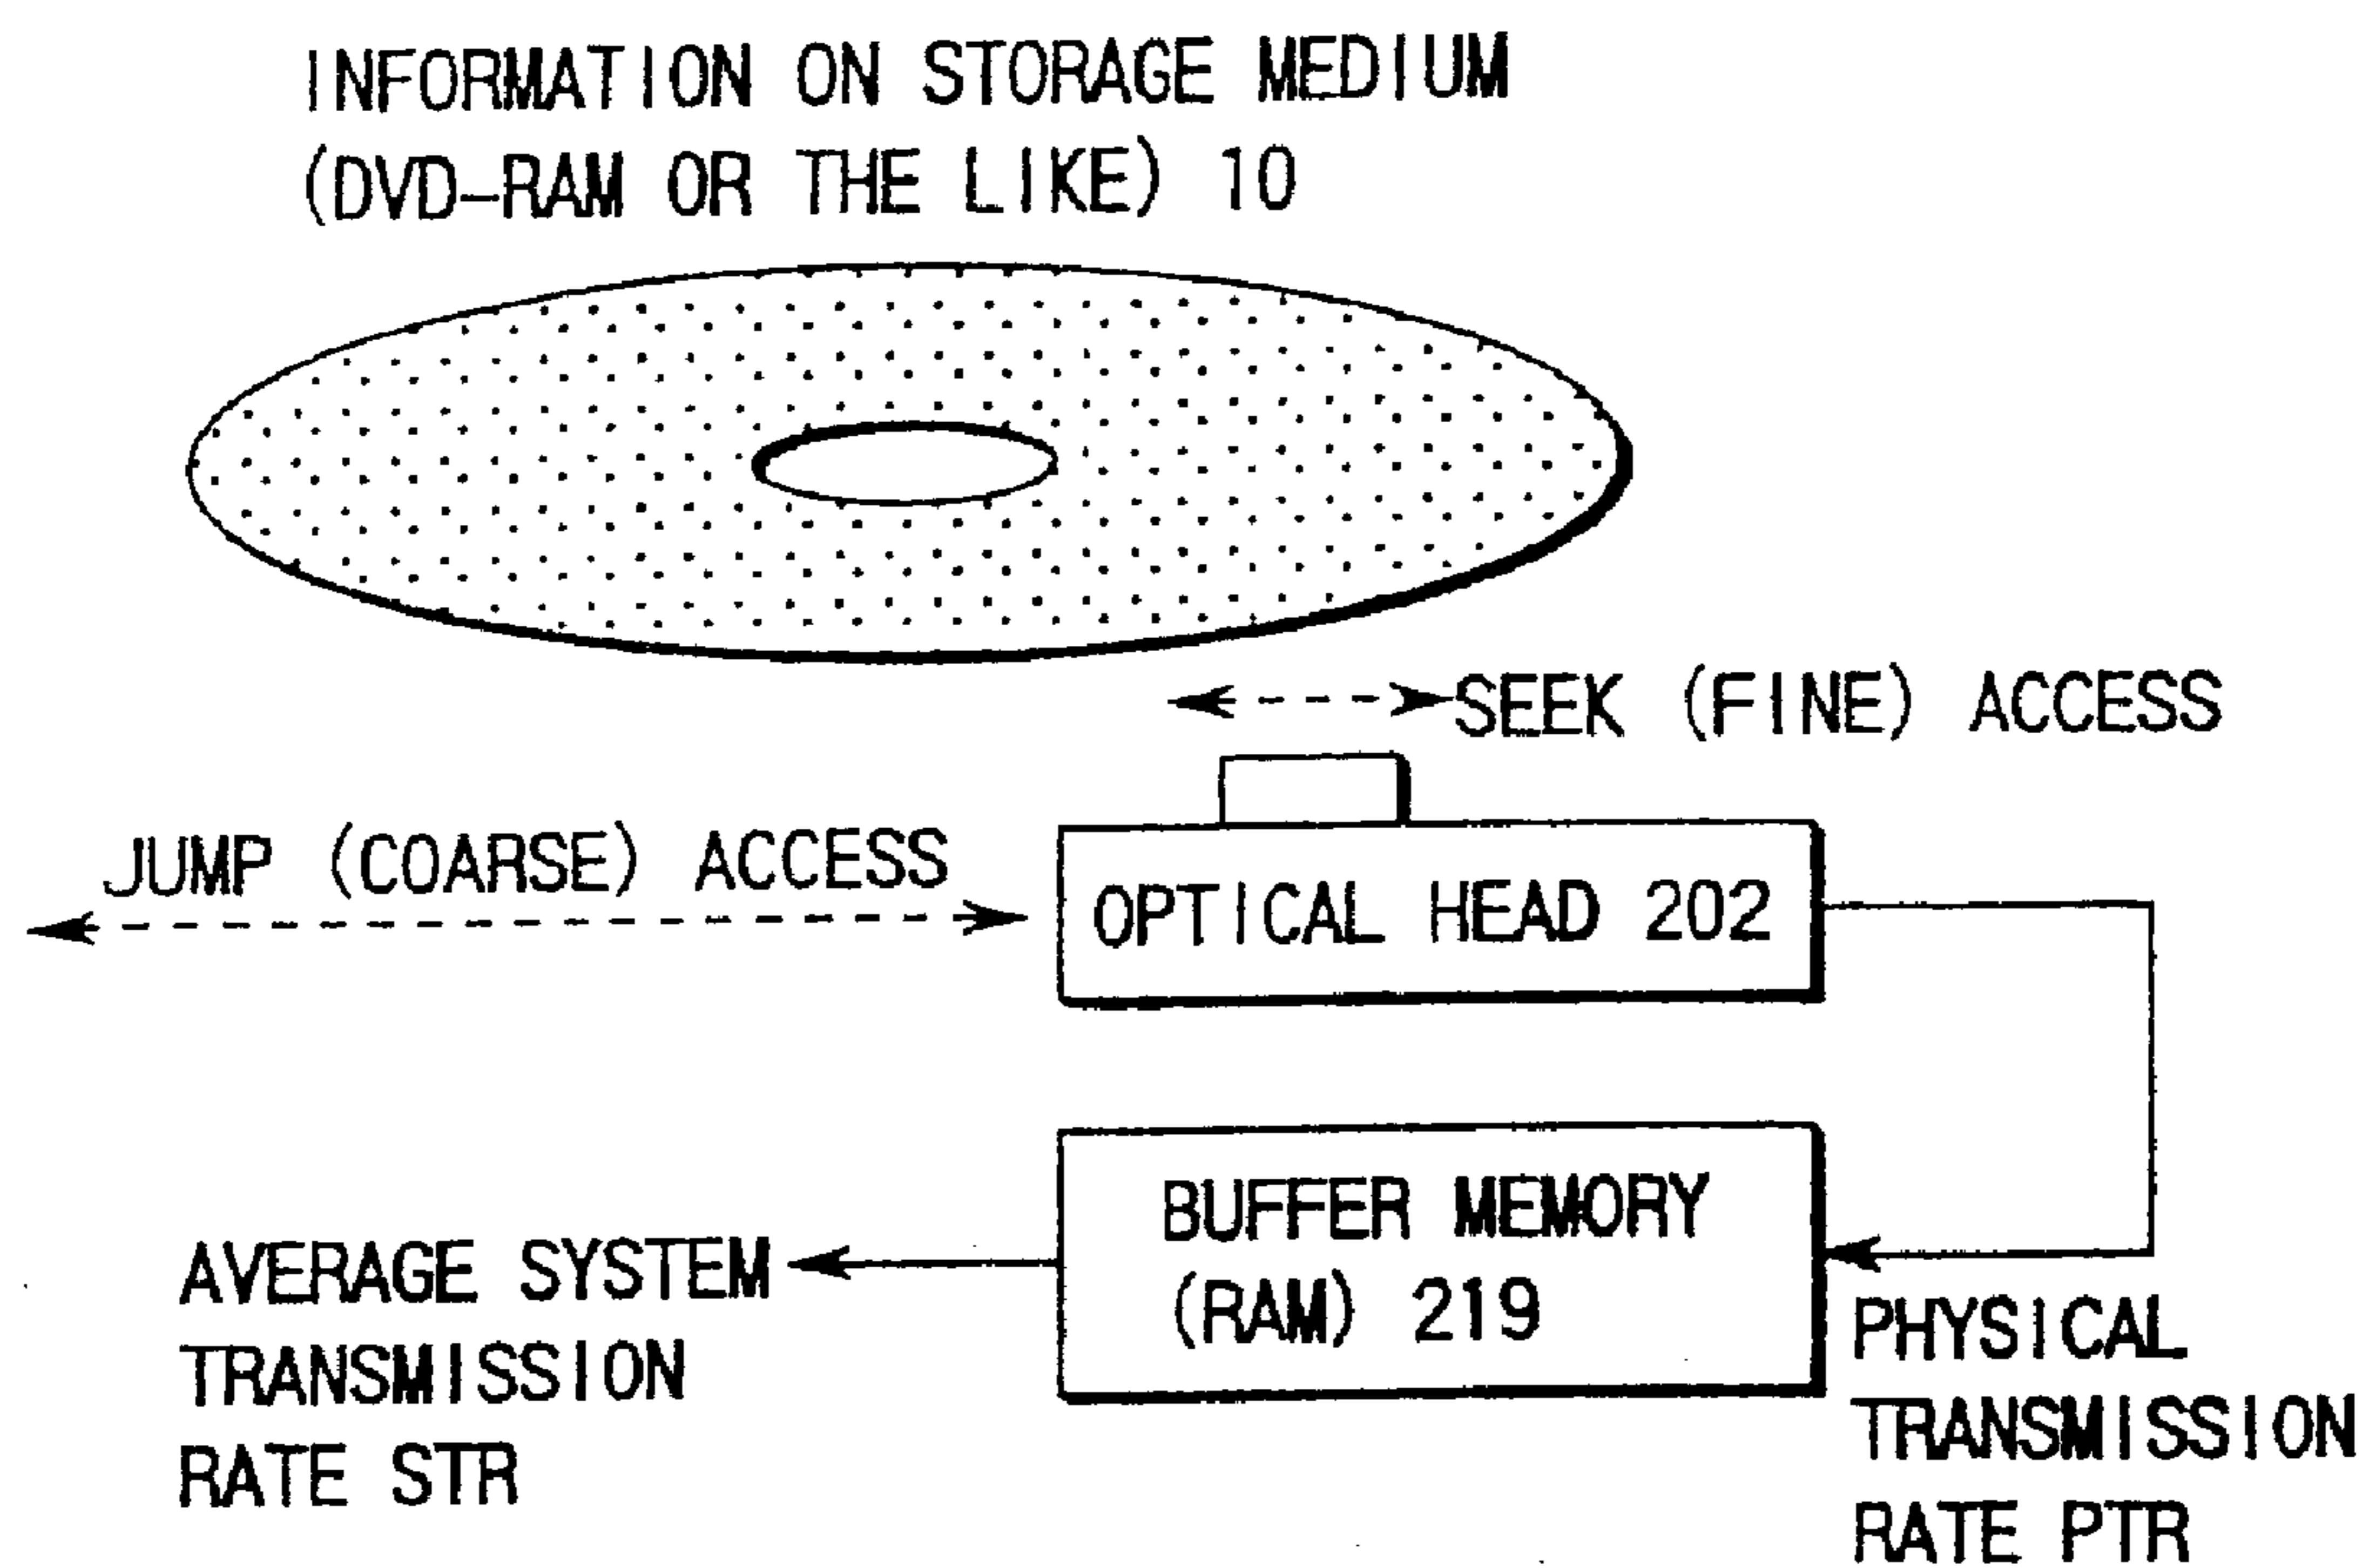 INFORMATION ON STORAGE MEDIUM
(DVD-RAM OR THE LIKE) 10
SEEK (FINE) ACCESS
JUMP (COARSE) ACCESS
OPTICAL HEAD 202
BUFFER MEMORY
(RAM) 219
AVERAGE SYSTEM
TRANSMISSION
RATE STR
PHYSICAL
TRANSMISSION
RATE PTR